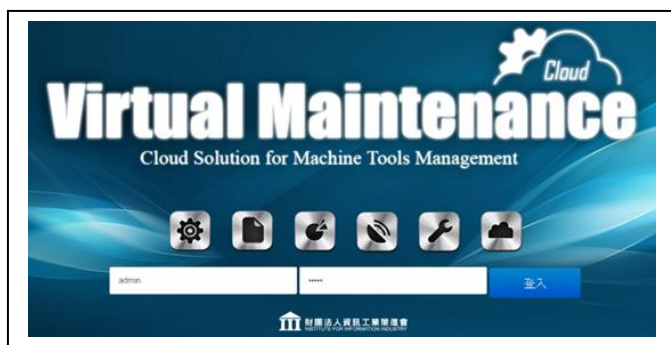 Cloud
Virtual Maintenance
Cloud Solution for Machine Tools Management
admin
•••••
登入
財團法人資訊工業策進會
INSTITUTE FOR INFORMATION INDUSTRY